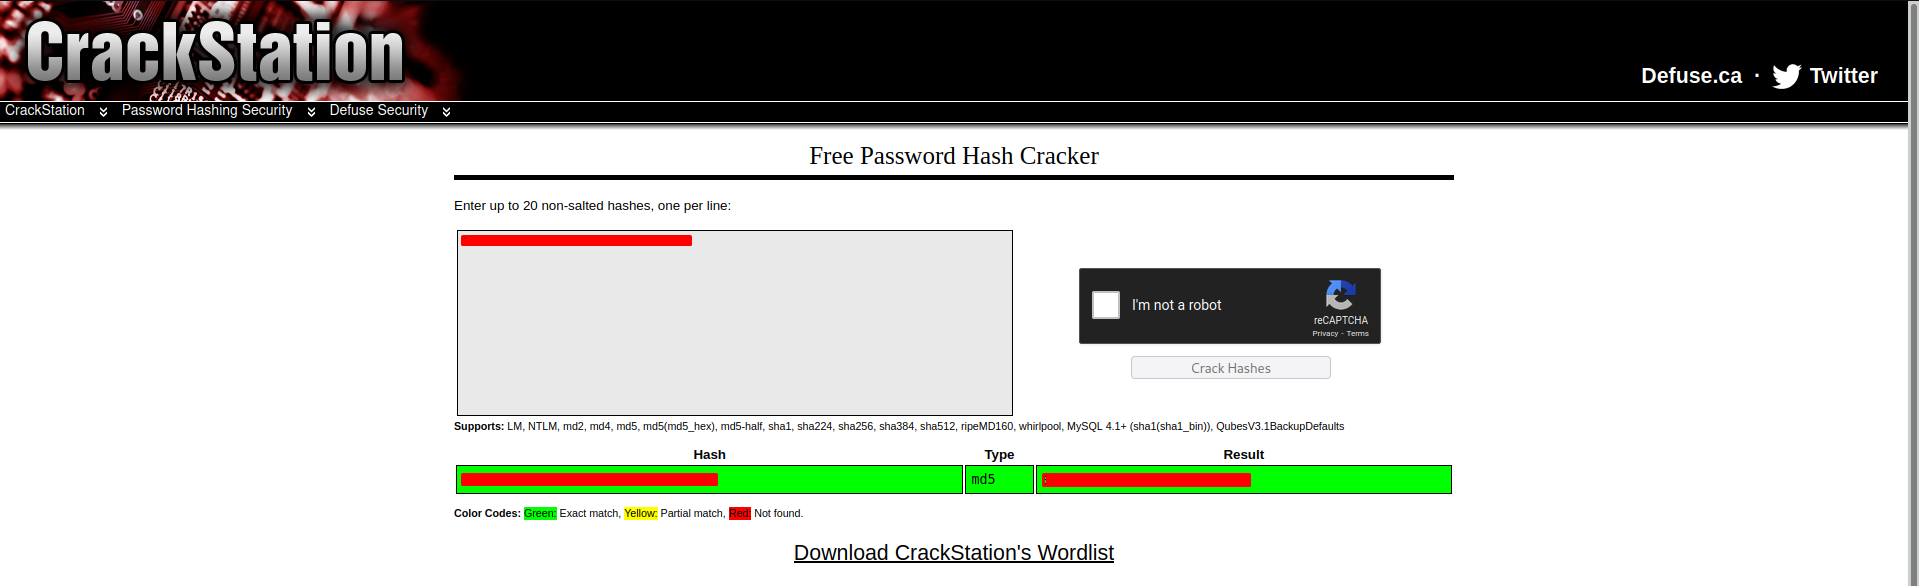 CrackStation
Defuse.ca · Twitter
CrackStation Password Hashing Security Defuse Security
Free Password Hash Cracker
Enter up to 20 non-salted hashes, one per line:
I'm not a robot
reCAPTCHA
Privacy - Terms
Crack Hashes
Supports: LM, NTLM, md2, md4, md5, md5(md5_hex), md5-half, sha1, sha224, sha256, sha384, sha512, ripeMD160, whirlpool, MySQL 4.1+ (sha1(sha1_bin)), QubesV3.1BackupDefaults
Hash Type Result
md5
Color Codes: Green: Exact match, Yellow: Partial match, Red: Not found.
Download CrackStation's Wordlist